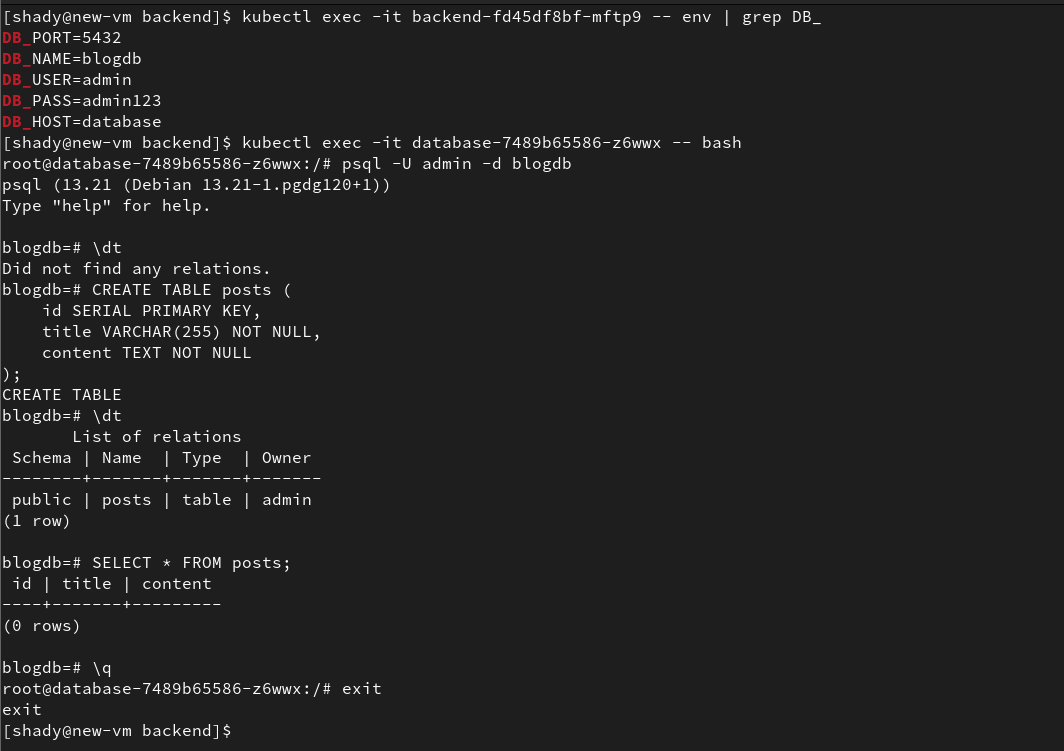 [shady@new-vm backend]$ kubectl exec -it backend-fd45df8bf-mftp9 -- env | grep DB_
DB_PORT=5432
DB_NAME=blogdb
DB_USER=admin
DB_PASS=admin123
DB_HOST=database
[shady@new-vm backend]$ kubectl exec -it database-7489b65586-z6wwx -- bash
root@database-7489b65586-z6wwx:/# psql -U admin -d blogdb
psql (13.21 (Debian 13.21-1.pgdg120+1))
Type "help" for help.

blogdb=# \dt
Did not find any relations.
blogdb=# CREATE TABLE posts (
    id SERIAL PRIMARY KEY,
    title VARCHAR(255) NOT NULL,
    content TEXT NOT NULL
);
CREATE TABLE
blogdb=# \dt
       List of relations
 Schema | Name  | Type  | Owner
--------+-------+-------+-------
 public | posts | table | admin
(1 row)

blogdb=# SELECT * FROM posts;
 id | title | content
----+-------+---------
(0 rows)

blogdb=# \q
root@database-7489b65586-z6wwx:/# exit
exit
[shady@new-vm backend]$